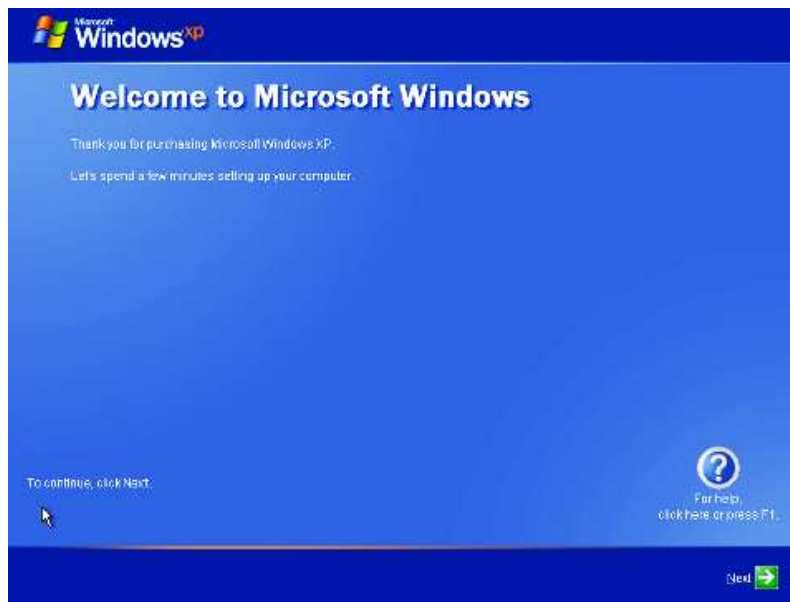 Microsoft
Windows xp
Welcome to Microsoft Windows
Thank you for purchasing Microsoft Windows XP.
Let's spend a few minutes setting up your computer.
To continue, click Next.
For help,
click here or press F1.
Next